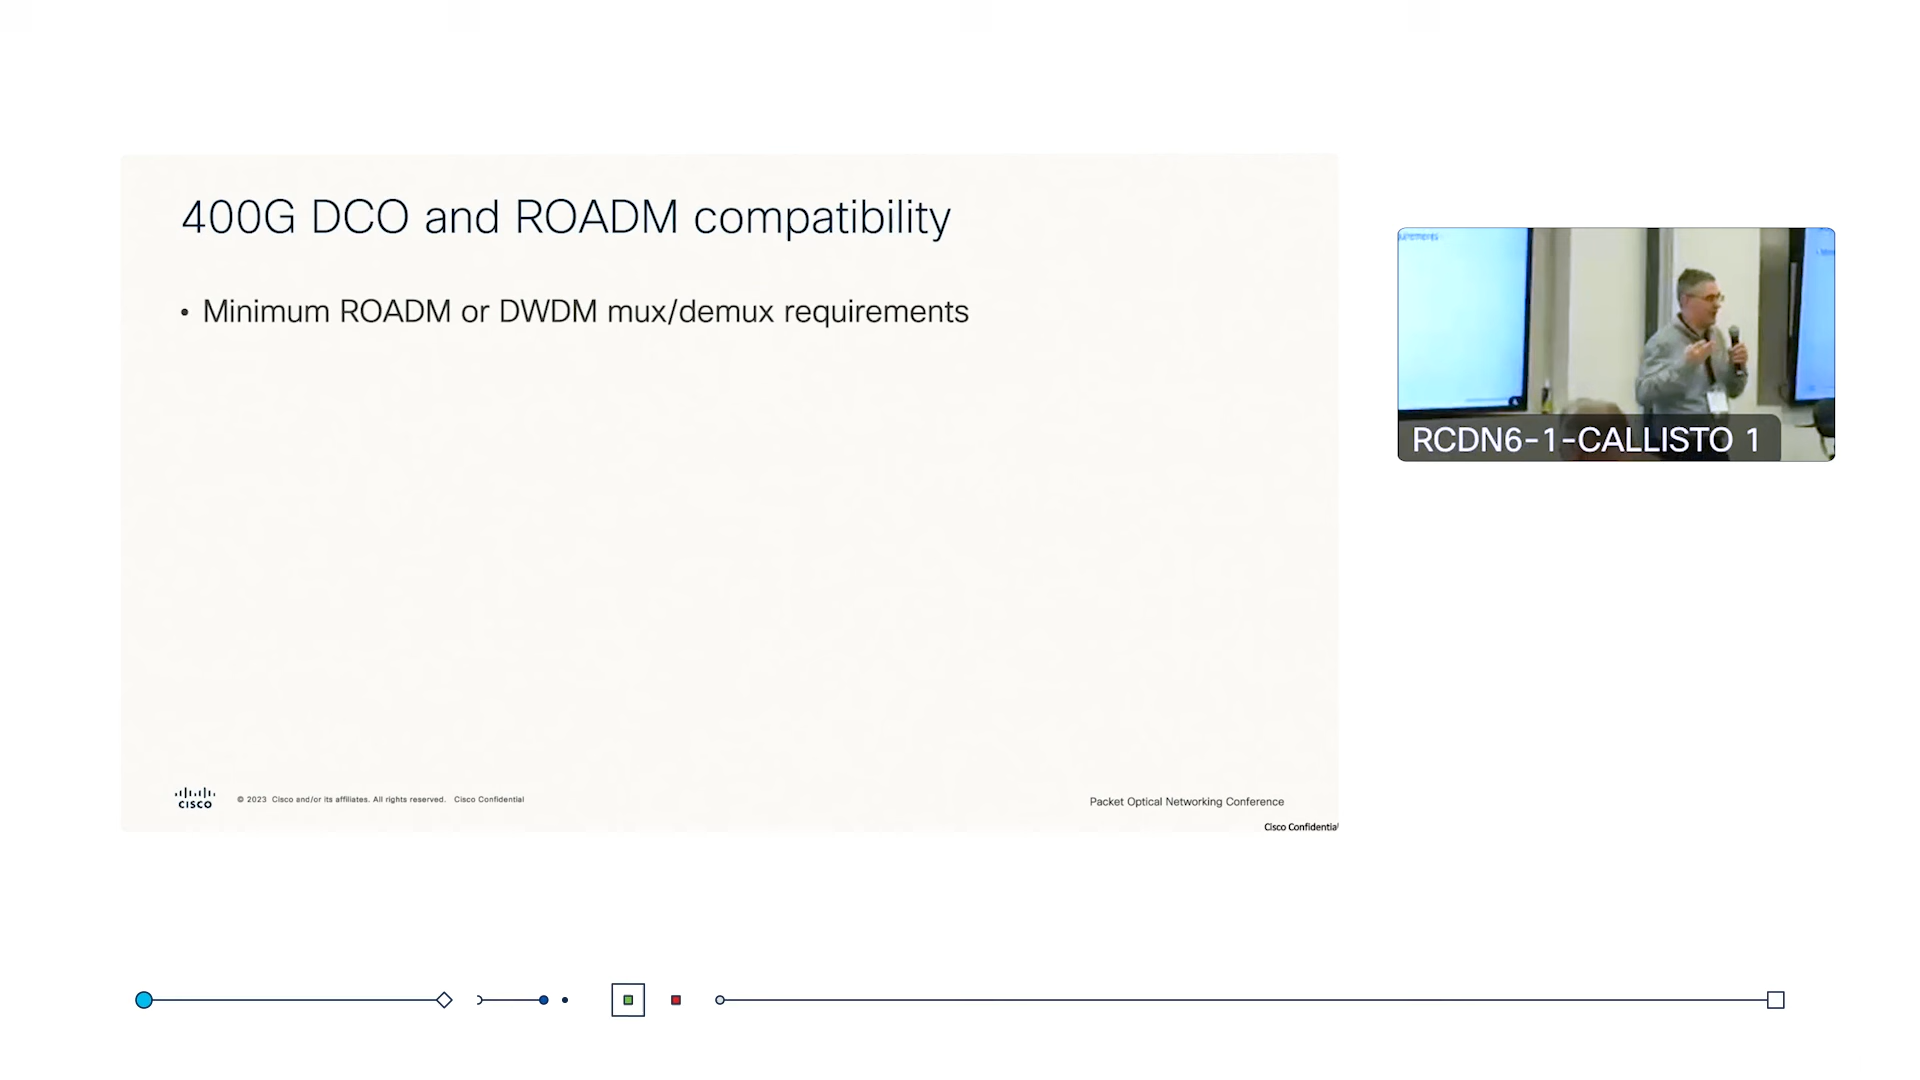 400G DCO and ROADM compatibility
• Minimum ROADM or DWDM mux/demux requirements
CISCO
© 2023 Cisco and/or its affiliates. All rights reserved. Cisco Confidential
Packet Optical Networking Conference
Cisco Confidential
RCDN6-1-CALLISTO 1